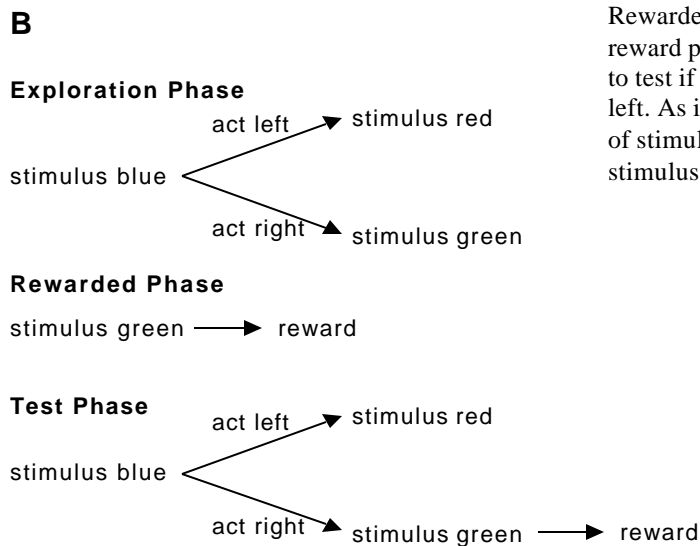 B
Exploration Phase
act left
stimulus red
stimulus blue
act right
stimulus green
Rewarded Phase
stimulus green
reward
Test Phase
act left
stimulus red
stimulus blue
act right
stimulus green
reward
reward p
to test if
left. As i
of stimul
stimulus